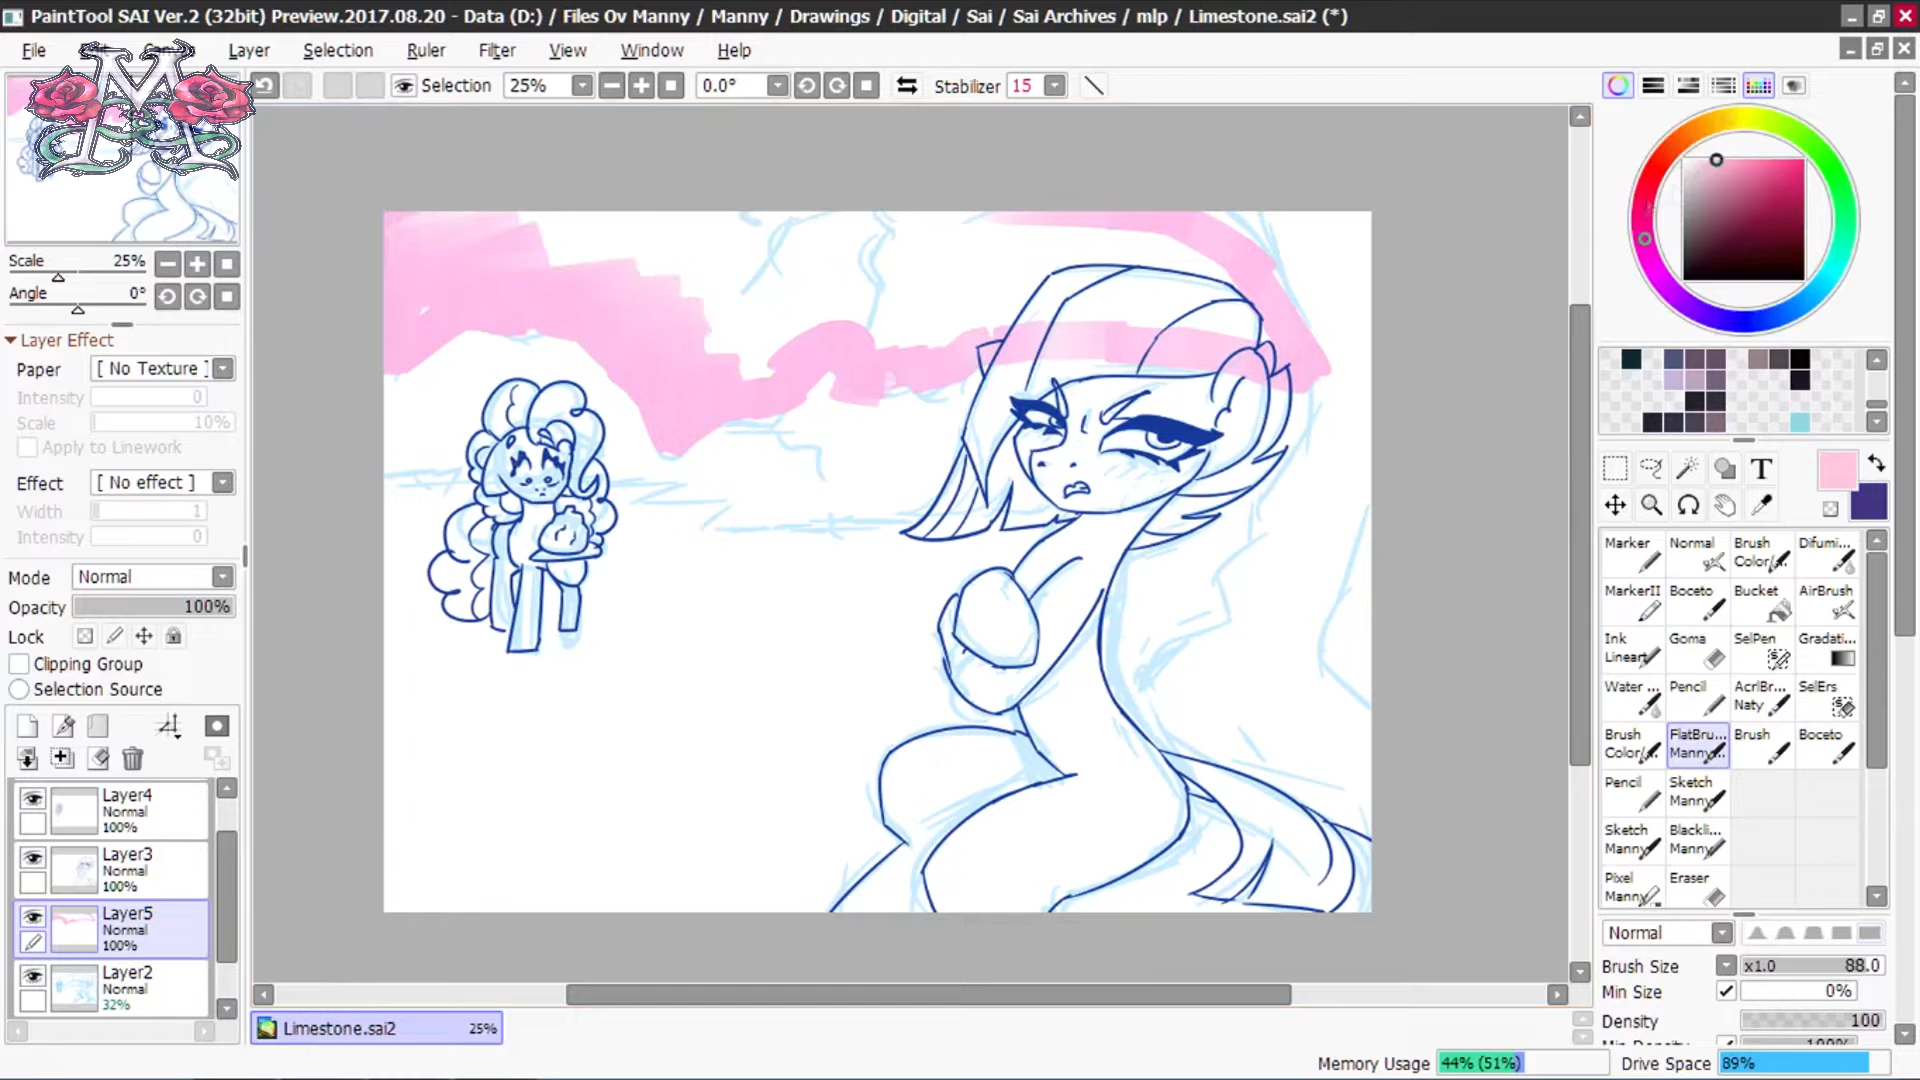 PaintTool SAI Ver.2 (32bit) Preview.2017.08.20 - Data (D:) / Files Ov Manny / Manny / Drawings / Digital / Sai / Sai Archives / mlp / Limestone.sai2 (*)
File Layer Selection Ruler Filter View Window Help
Selection 25% 0.0° Stabilizer 15
M
Scale 25%
Angle 0°
Layer Effect
Paper [ No Texture ]
Intensity 0
Scale 10%
Apply to Linework
Effect [ No effect ]
Width 1
Intensity 0
Mode Normal
Opacity 100%
Lock
Clipping Group
Selection Source
Layer4
Normal
100%
Layer3
Normal
100%
Layer5
Normal
100%
Layer2
Normal
32%
T
Marker Normal Brush Color/ Difumi...
MarkerII Boceto Bucket AirBrush
Ink Lineart Goma SelPen Gradati...
Water ... Pencil AcrlBr... Naty SelErs
Brush Color/ FlatBru... Manny... Brush Boceto
Pencil Sketch Manny
Sketch Manny Blackli... Manny
Pixel Manny Eraser
Normal
Brush Size x1.0 88.0
Min Size 0%
Density 100
Min Density 100%
Limestone.sai2 25%
Memory Usage 44% (51%) Drive Space 89%